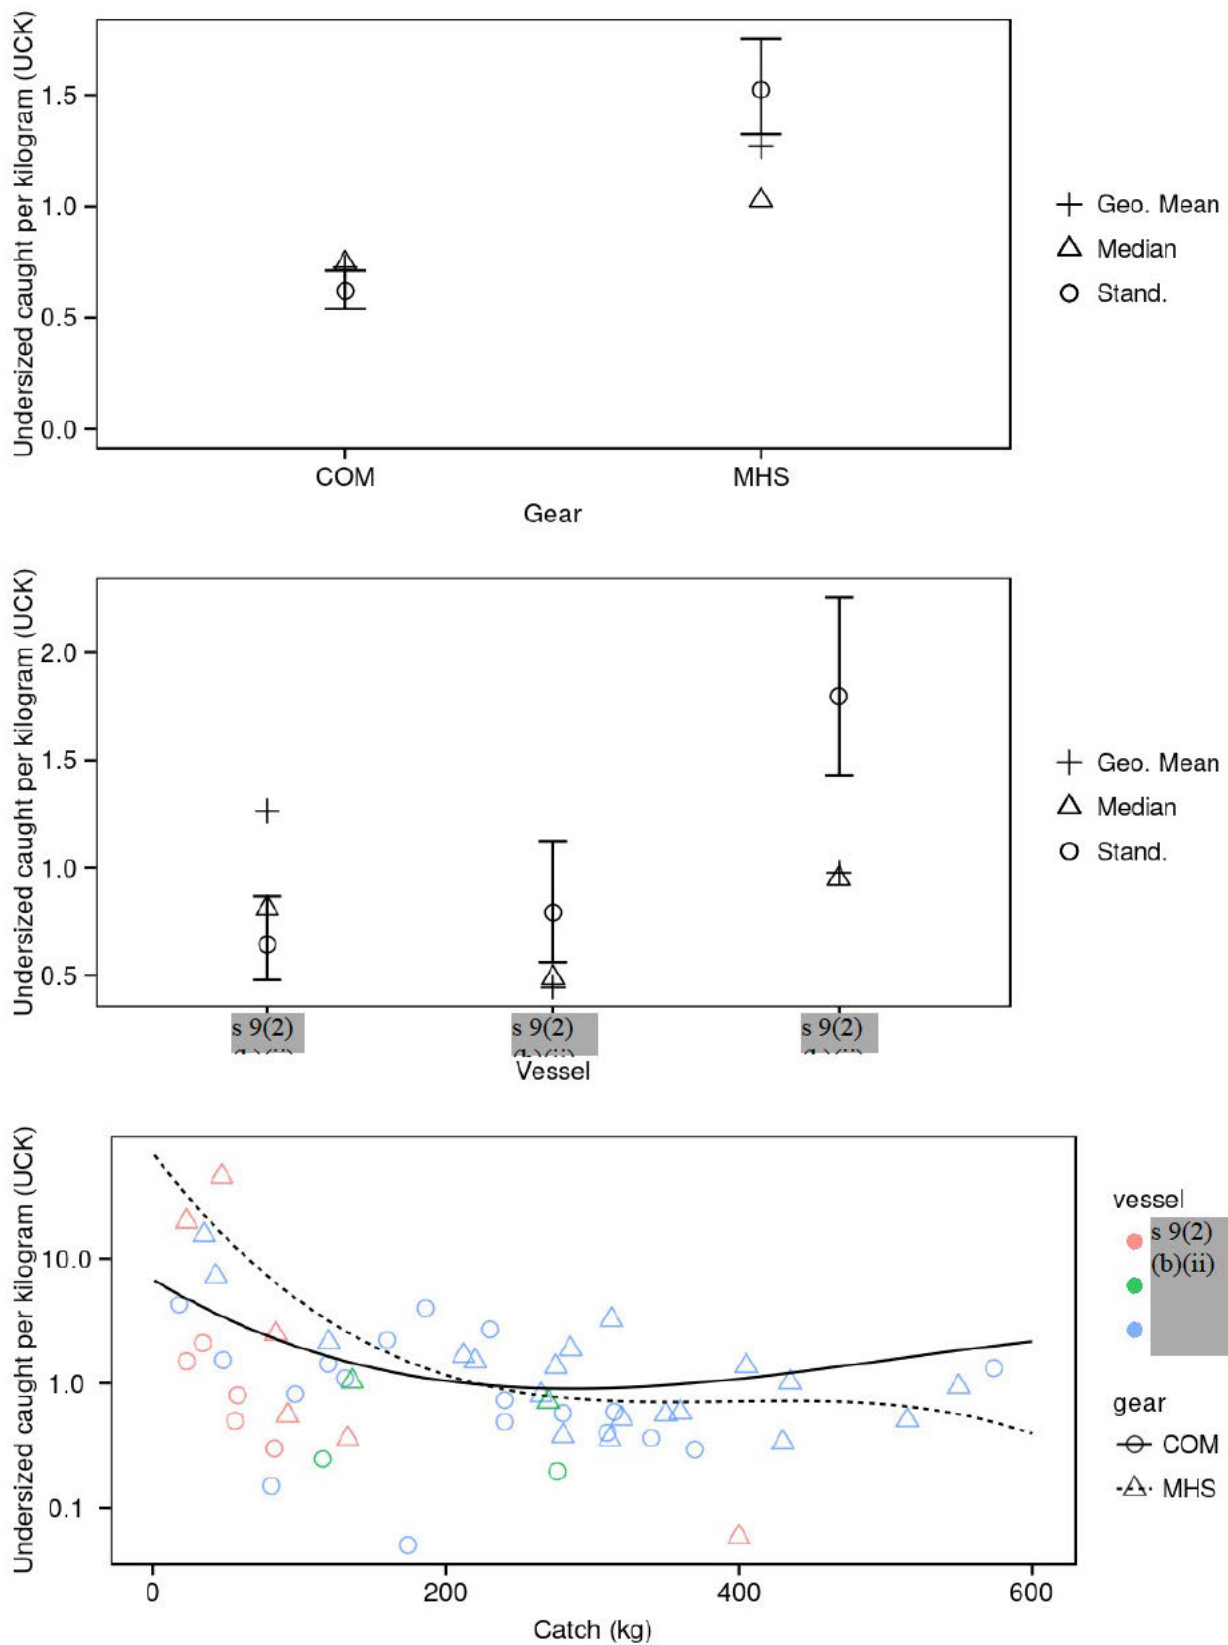 Undersized caught per kilogram (UCK)
1.5
1.0
0.5
0.0
COM
MHS
Gear
Geo. Mean
Median
Stand.
Undersized caught per kilogram (UCK)
2.0
1.5
1.0
0.5
s 9(2)
s 9(2)
(b)(ii)
s 9(2)
Vessel
Geo. Mean
Median
Stand.
Undersized caught per kilogram (UCK)
10.0
1.0
0.1
0
200
400
600
Catch (kg)
vessel
s 9(2)
(b)(ii)
gear
COM
MHS